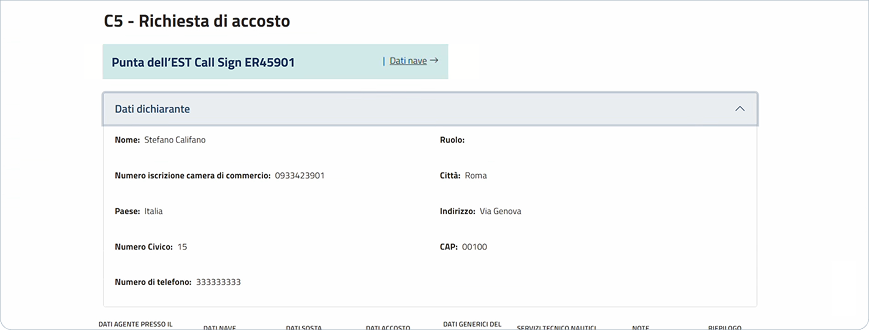 C5 - Richiesta di accosto
Punta dell'EST Call Sign ER45901 | Dati nave →
Dati dichiarante
Nome: Stefano Califano Ruolo:
Numero iscrizione camera di commercio: 0933423901 Città: Roma
Paese: Italia Indirizzo: Via Genova
Numero Civico: 15 CAP: 00100
Numero di telefono: 333333333
DATI AGENTE PRESSO IL DATI NAVE DATI SOSTA DATI ACCOSTO DATI GENERICI DEL SERVIZI TECNICO NAUTICI NOTE RIEPILOGO